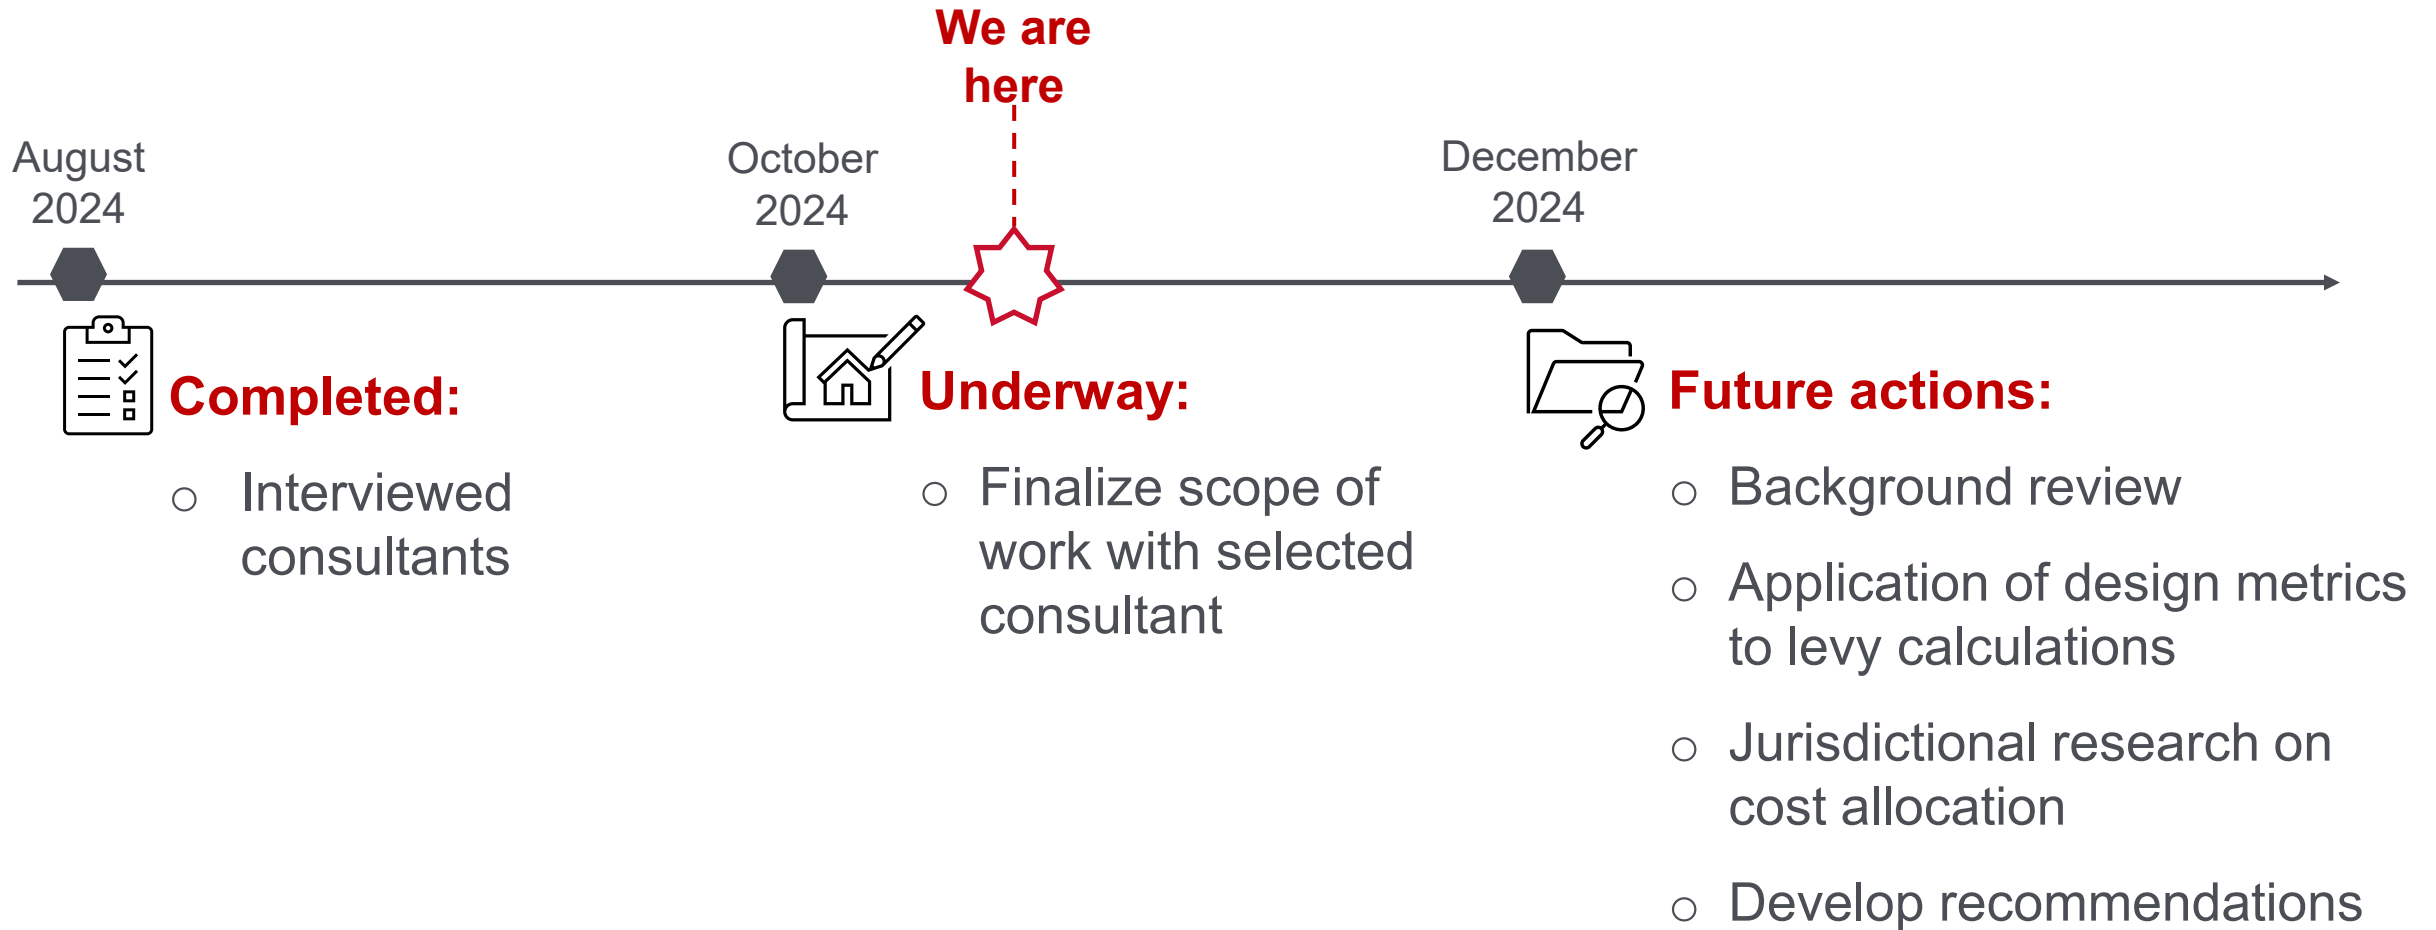 We are
here
August
2024
October
2024
December
2024
Completed:
○ Interviewed
consultants
Underway:
○ Finalize scope of
work with selected
consultant
Future actions:
○ Background review
○ Application of design metrics
to levy calculations
○ Jurisdictional research on
cost allocation
○ Develop recommendations